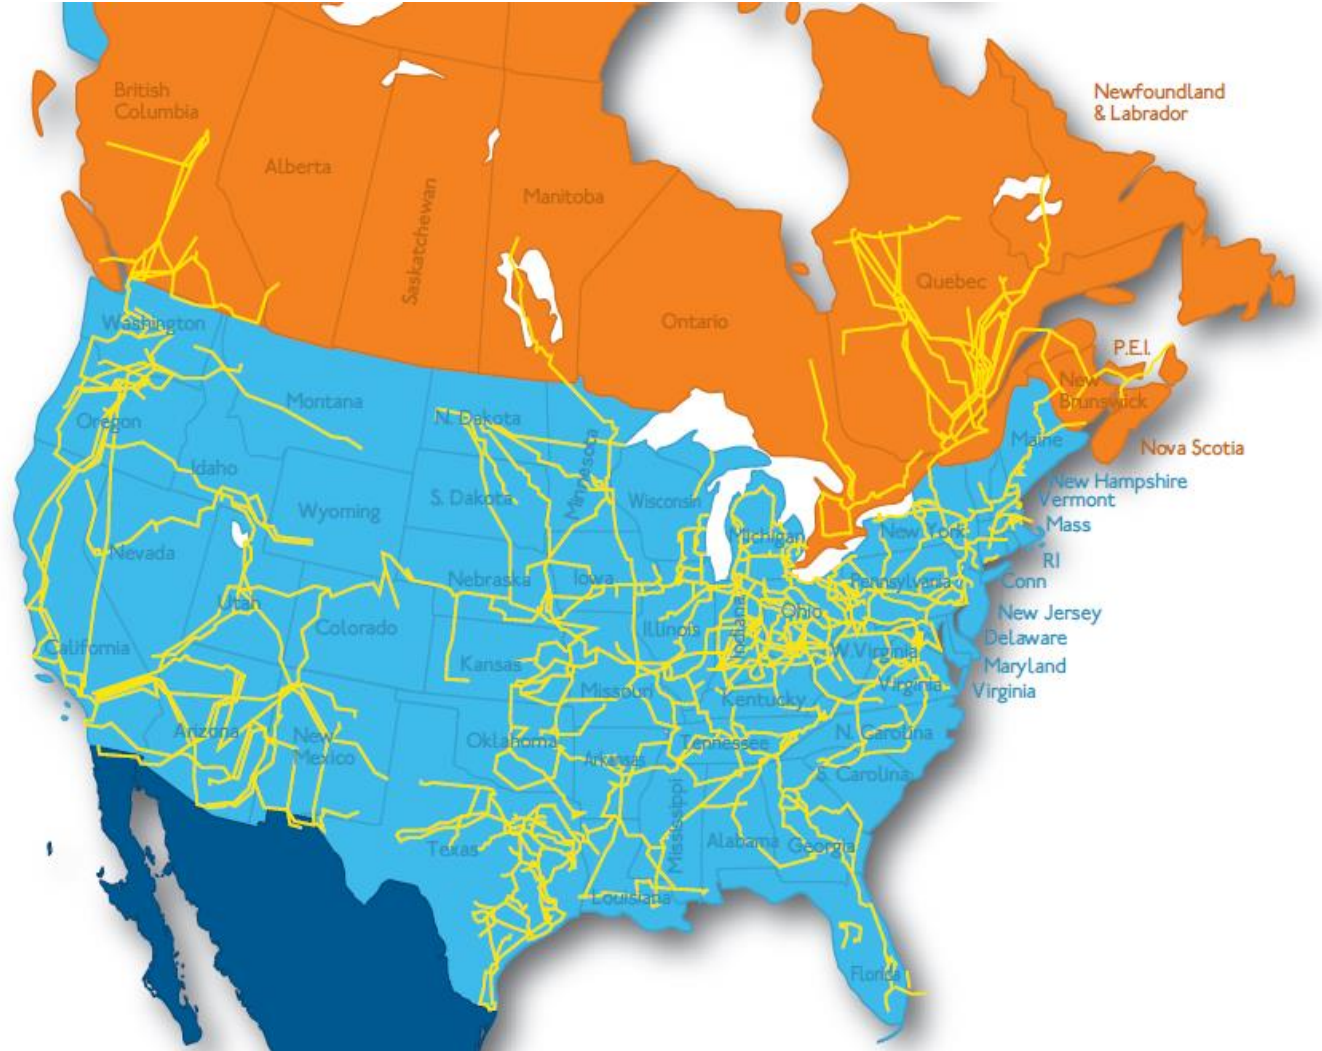 British
Columbia
Alberta
Saskatchewan
Manitoba
Ontario
Quebec
Newfoundland
& Labrador
P.E.I.
New
Brunswick
Nova Scotia
Washington
Oregon
Idaho
Montana
N. Dakota
S. Dakota
Minnesota
Wisconsin
Michigan
Wyoming
Nevada
Utah
Colorado
Nebraska
Iowa
Illinois
Indiana
Ohio
Pennsylvania
New York
Maine
New Hampshire
Vermont
Mass
RI
Conn
New Jersey
Delaware
Maryland
Virginia
California
Kansas
Missouri
Kentucky
W.Virginia
Virginia
Arizona
New
Mexico
Oklahoma
Arkansas
Tennessee
N. Carolina
S. Carolina
Mississippi
Alabama
Georgia
Texas
Louisiana
Florida